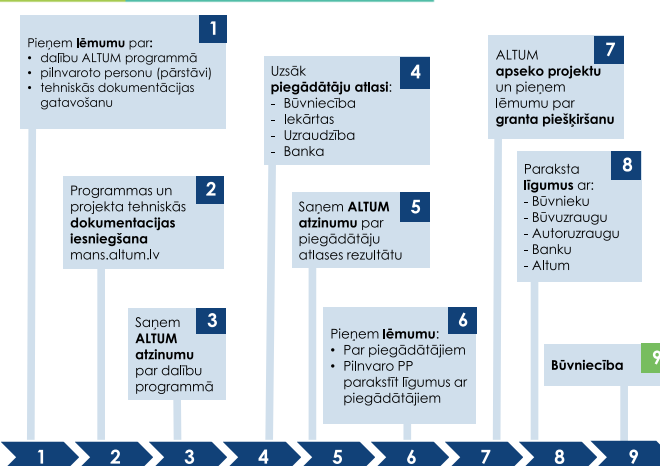 1
Pieņem lēmumu par:
• dalību ALTUM programmā
• pilnvaroto personu (pārstāvi)
• tehniskās dokumentācijas
gatavošanu
2
Programmas un
projekta tehniskās
dokumentacijas
iesniegšana
mans.altum.lv
3
Saņem
ALTUM
atzinumu
par dalību
programmā
4
Uzsāk
piegādātāju atlasi:
- Būvniecība
- Iekārtas
- Uzraudzība
- Banka
5
Saņem ALTUM
atzinumu par
piegādātāju
atlases rezultātu
6
Pieņem lēmumu:
• Par piegādātājiem
• Pilnvaro PP
parakstīt līgumus ar
piegādātājiem
7
ALTUM
apseko projektu
un pieņem
lēmumu par
granta piešķiršanu
8
Paraksta
līgumus ar:
- Būvnieku
- Būvuzraugu
- Autoruzraugu
- Banku
- Altum
9
Būvniecība
1 2 3 4 5 6 7 8 9